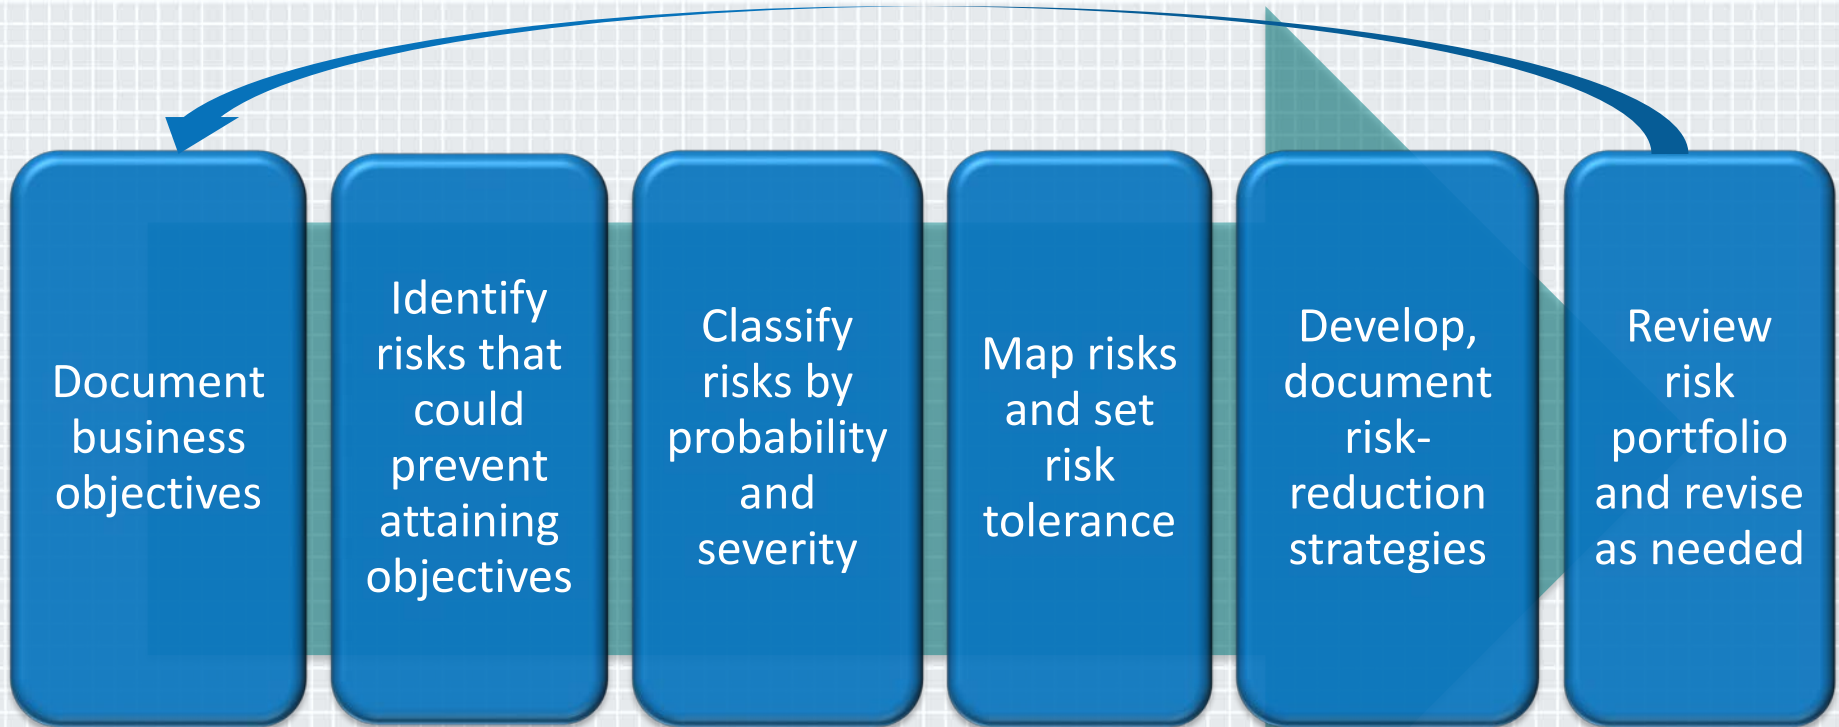 Document
business
objectives
Identify
risks that
could
prevent
attaining
objectives
Classify
risks by
probability
and
severity
Map risks
and set
risk
tolerance
Develop,
document
risk-
reduction
strategies
Review
risk
portfolio
and revise
as needed